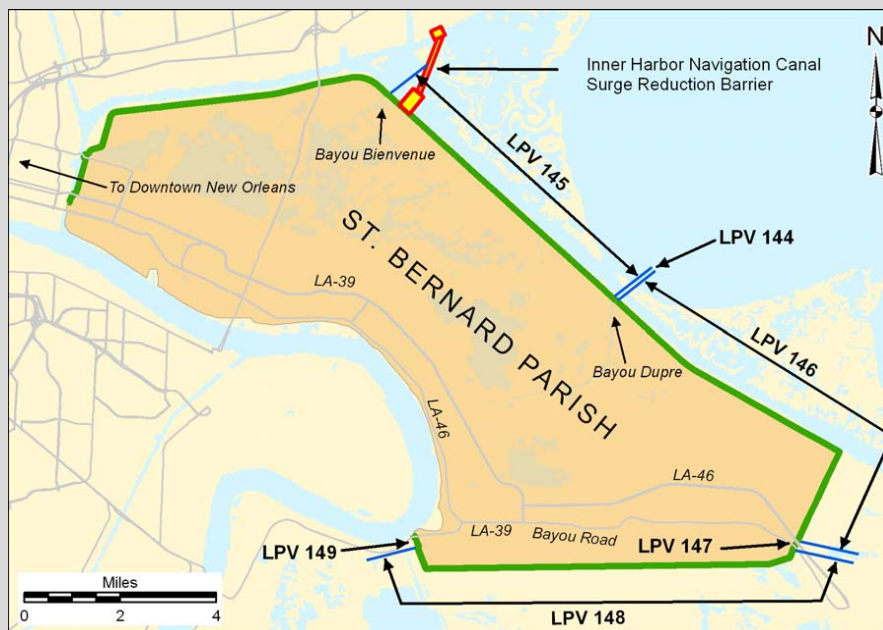 N
Inner Harbor Navigation Canal
Surge Reduction Barrier
Bayou Bienvenue
LPV 145
To Downtown New Orleans
LPV 144
ST. BERNARD PARISH
LA-39
LPV 146
Bayou Dupre
LA-46
LA-46
LA-39
Bayou Road
LPV 147
LPV 149
Miles
0 2 4
LPV 148